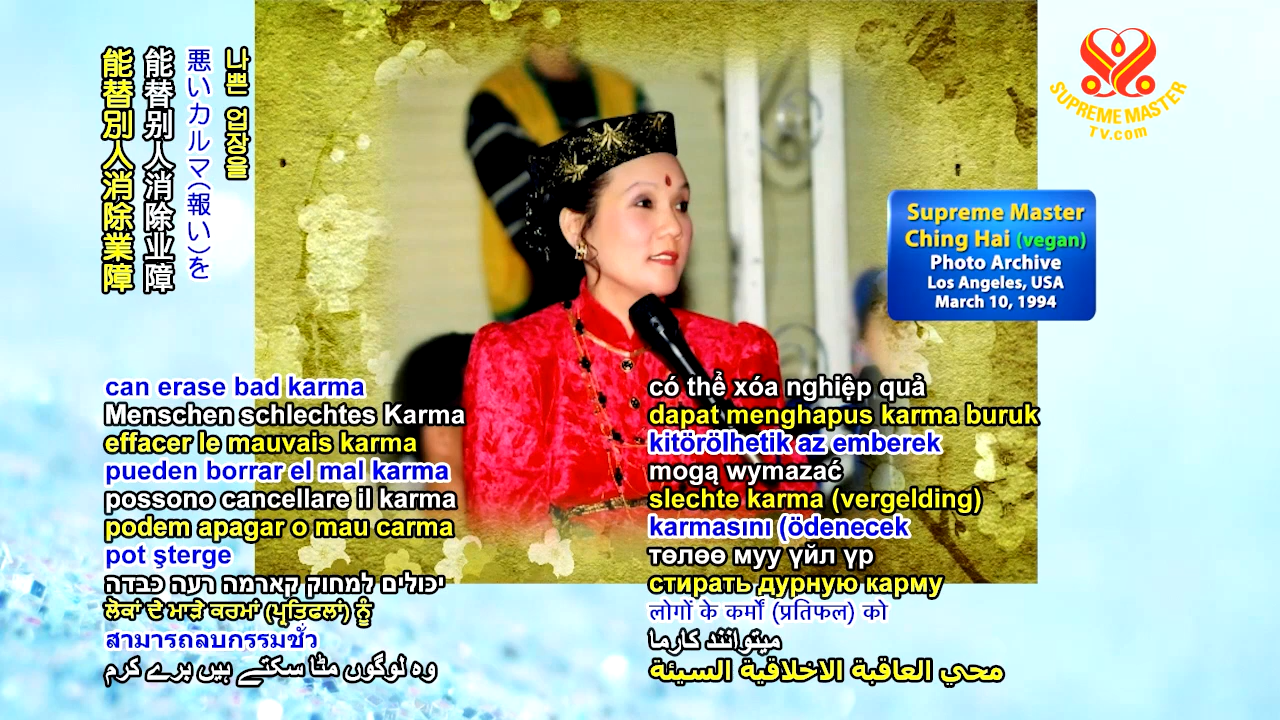 能替別人消除業障
能替别人消除业障
悪いカルマ(報い)を
나쁜 업장을
SUPREME MASTER
TV.com
Supreme Master
Ching Hai (vegan)
Photo Archive
Los Angeles, USA
March 10, 1994
can erase bad karma
Menschen schlechtes Karma
effacer le mauvais karma
pueden borrar el mal karma
possono cancellare il karma
podem apagar o mau carma
pot şterge
יכולים למחוק קארמה רעה כבדה
ਲੋਕਾਂ ਦੇ ਮਾੜੇ ਕਰਮਾਂ (ਪ੍ਰਤਿਫਲਾਂ) ਨੂੰ
สามารถลบกรรมชั่ว
وہ لوگوں مٹا سکتے ہیں برے کرم
có thể xóa nghiệp quả
dapat menghapus karma buruk
kitörölhetik az emberek
mogą wymazać
slechte karma (vergelding)
karmasını (ödenecek
төлөө муу үйл үр
стирать дурную карму
लोगों के कर्मों (प्रतिफल) को
میتوانند کارما
محي العاقبة الاخلاقية السيئة